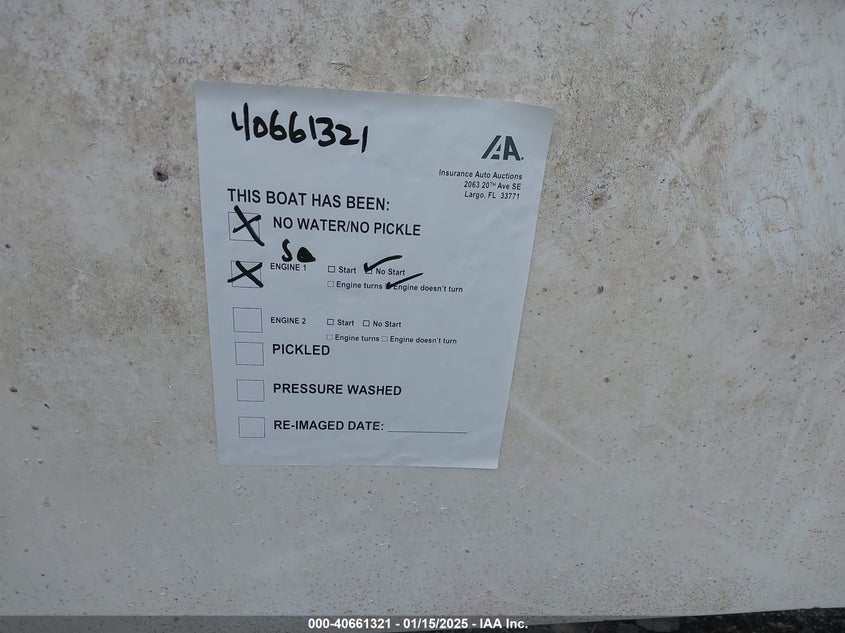 40661321
IAA
Insurance Auto Auctions
2063 20TH Ave SE
Largo, FL 33771
THIS BOAT HAS BEEN:
NO WATER/NO PICKLE
ENGINE 1
Start No Start
Engine turns Engine doesn't turn
ENGINE 2
Start No Start
Engine turns Engine doesn't turn
PICKLED
PRESSURE WASHED
RE-IMAGED DATE:
000-40661321 - 01/15/2025 - IAA Inc.